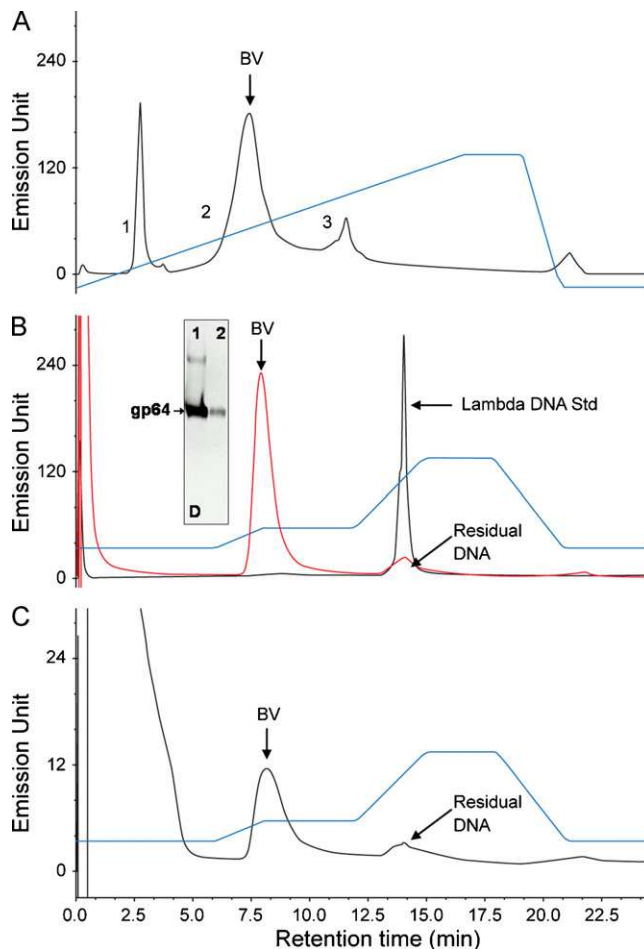 A
Emission Unit
240
120
0
1
2
3
BV
B
Emission Unit
240
120
0
1 2
gp64
D
BV
Lambda DNA Std
Residual
DNA
C
Emission Unit
24
12
0
BV
Residual
DNA
0.0 2.5 5.0 7.5 10.0 12.5 15.0 17.5 20.0 22.5
Retention time (min)